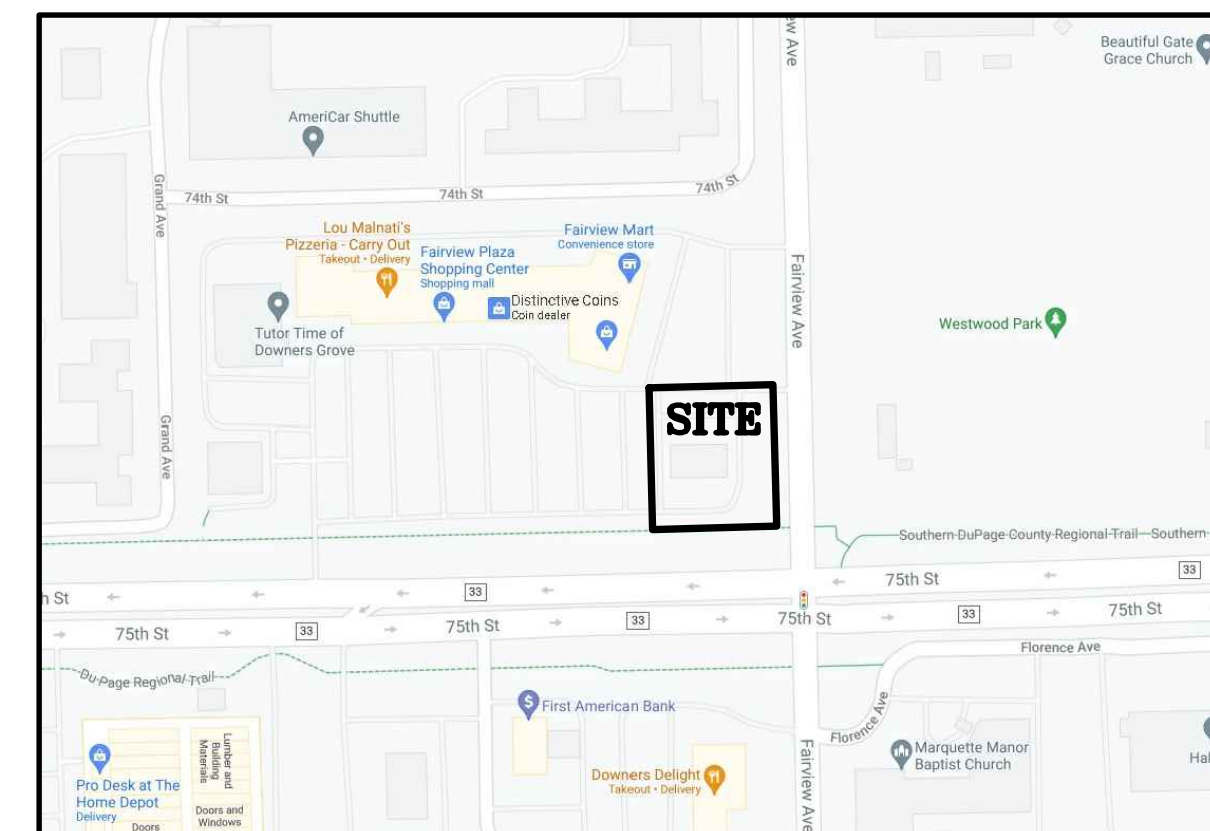 ew Ave
Beautiful Gate
Grace Church
AmeriCar Shuttle
Grand Ave
74th St
74th St
74th St
Lou Malnati's
Pizzeria - Carry Out
Takeout • Delivery
Fairview Plaza
Shopping Center
Shopping mall
Fairview Mart
Convenience store
Distinctive Coins
Coin dealer
Fairview Ave
Westwood Park
Tutor Time of
Downers Grove
SITE
Grand Ave
Southern DuPage County Regional Trail
Southern
h St
33
75th St
33
75th St
33
75th St
33
75th St
33
75th St
75th St
Florence Ave
Du Page Regional Trail
First American Bank
Florence Ave
Florence
Marquette Manor
Baptist Church
Hal
Fairview Ave
Downers Delight
Takeout • Delivery
Pro Desk at The
Home Depot
Delivery
Lumber and
Building
Materials
Doors and
Windows
Doors